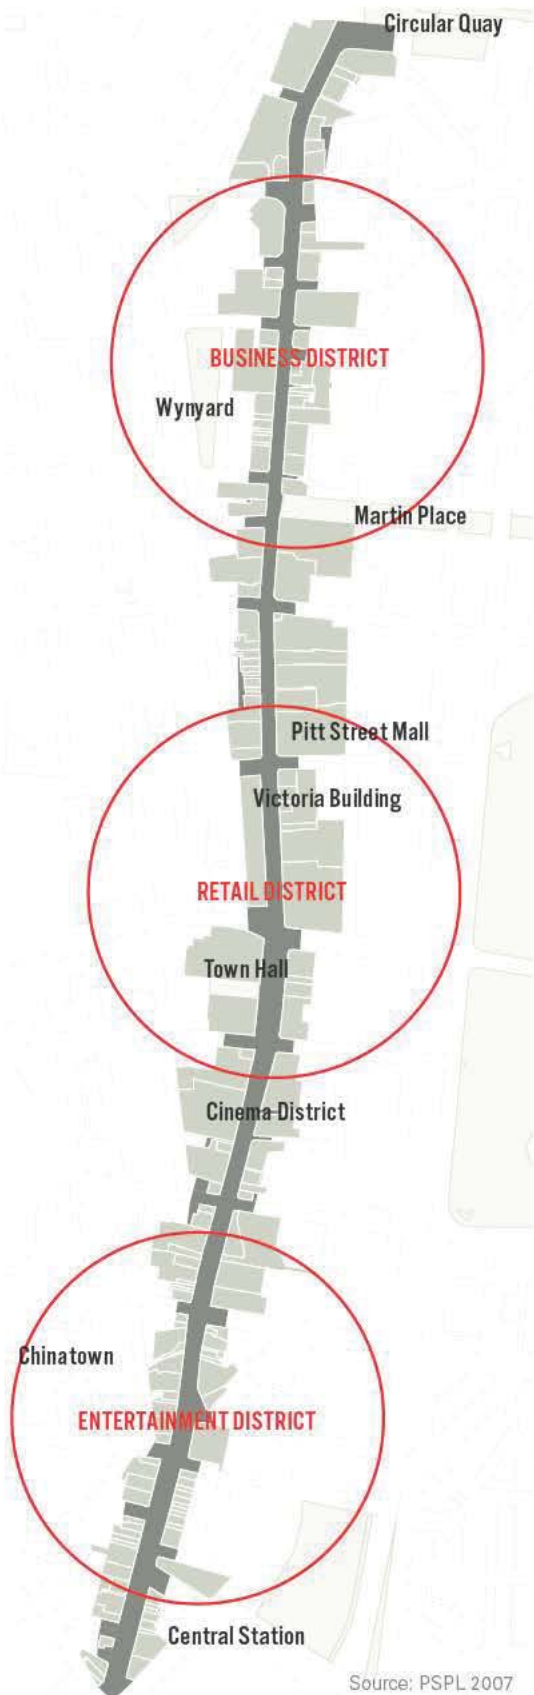 Circular Quay
BUSINESS DISTRICT
Wynyard
Martin Place
Pitt Street Mall
Victoria Building
RETAIL DISTRICT
Town Hall
Cinema District
Chinatown
ENTERTAINMENT DISTRICT
Central Station
Source: PSPL 2007